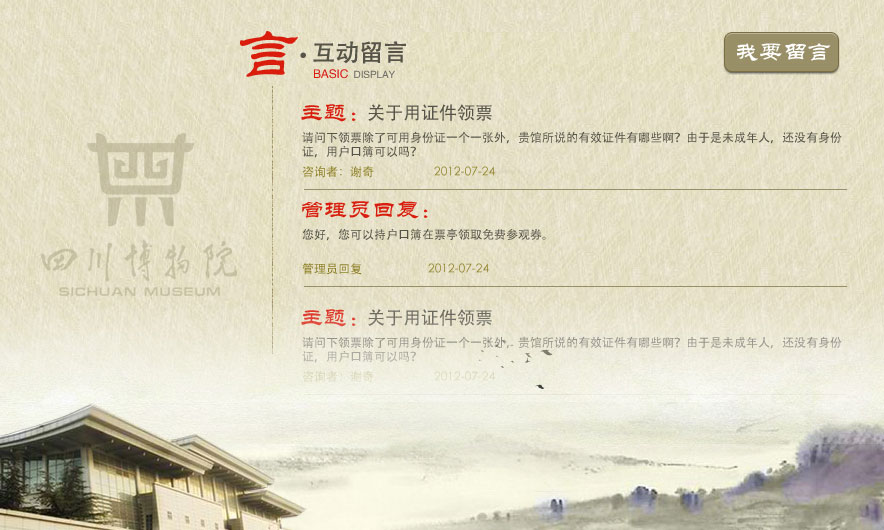 言·互动留言
BASIC DISPLAY
我要留言
主题：关于用证件领票
请问下领票除了可用身份证一个一张外，贵馆所说的有效证件有哪些啊？由于是未成年人，还没有身份
证，用户口簿可以吗？
咨询者：谢奇 2012-07-24
管理员回复：
您好，您可以持户口簿在票亭领取免费参观券。
管理员回复 2012-07-24
主题：关于用证件领票
请问下领票除了可用身份证一个一张外，贵馆所说的有效证件有哪些啊？由于是未成年人，还没有身份
证，用户口簿可以吗？
咨询者：谢奇 2012-07-24
四川博物院
SICHUAN MUSEUM